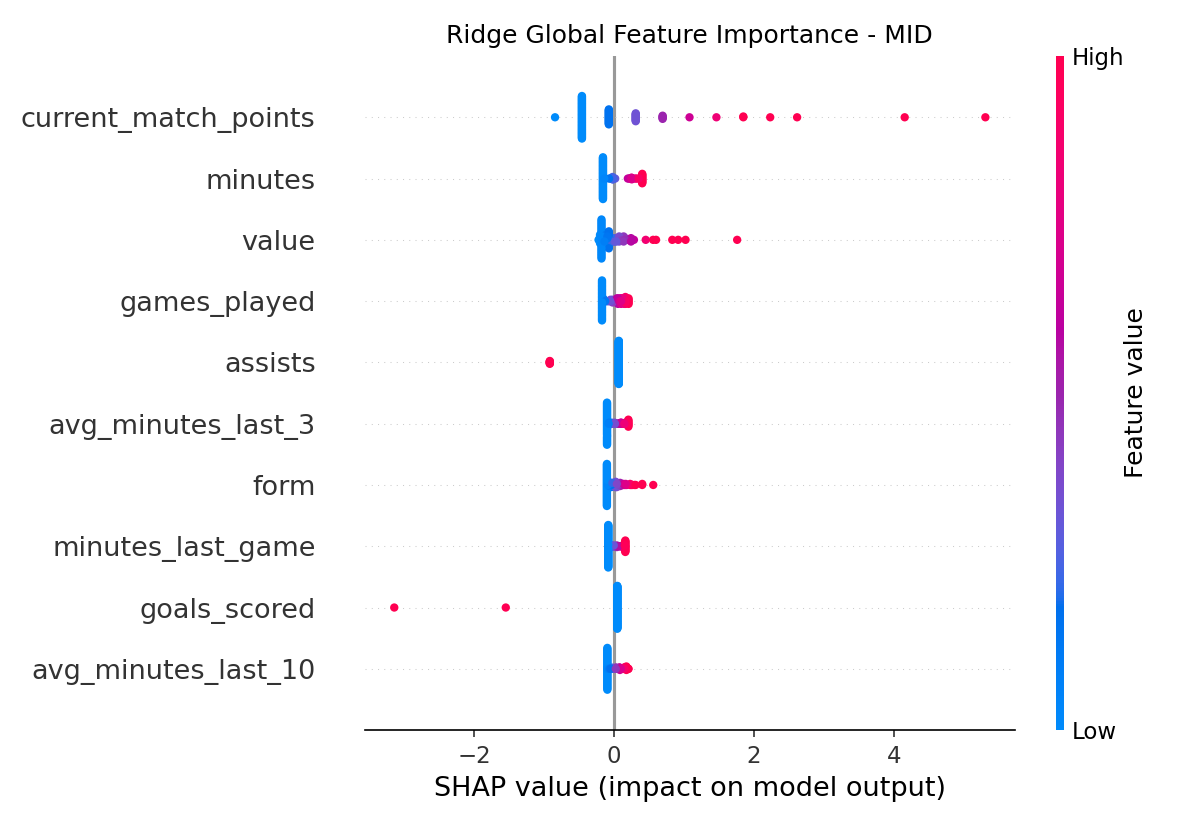 Ridge Global Feature Importance - MID
High
current_match_points
minutes
value
games_played
assists
avg_minutes_last_3
form
minutes_last_game
goals_scored
avg_minutes_last_10
Feature value
Low
−2
0
2
4
SHAP value (impact on model output)